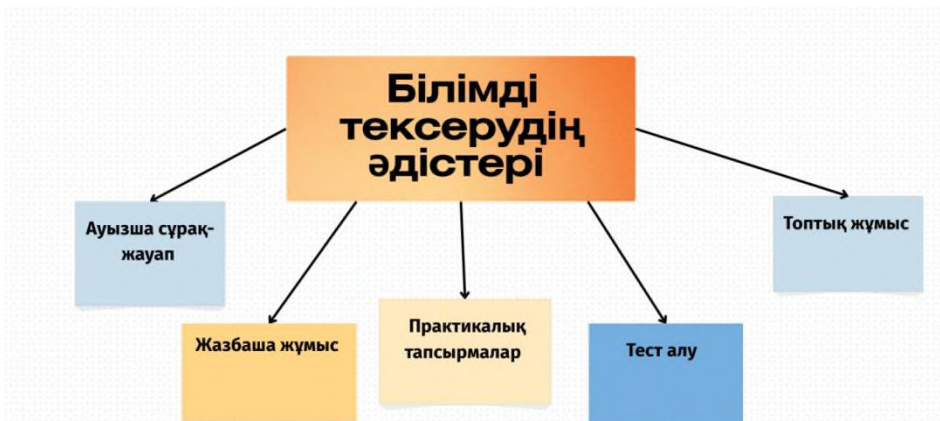 Білімді
тексерудің
әдістері
Ауызша сұрақ-
жауап
Жазбаша жұмыс
Практикалық
тапсырмалар
Тест алу
Топтық жұмыс